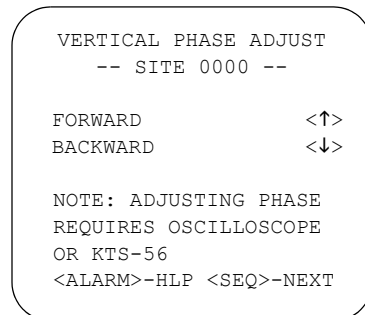 VERTICAL PHASE ADJUST
-- SITE 0000 --
FORWARD <↑>
BACKWARD <↓>
NOTE: ADJUSTING PHASE
REQUIRES OSCILLOSCOPE
OR KTS-56
<ALARM>-HLP <SEQ>-NEXT